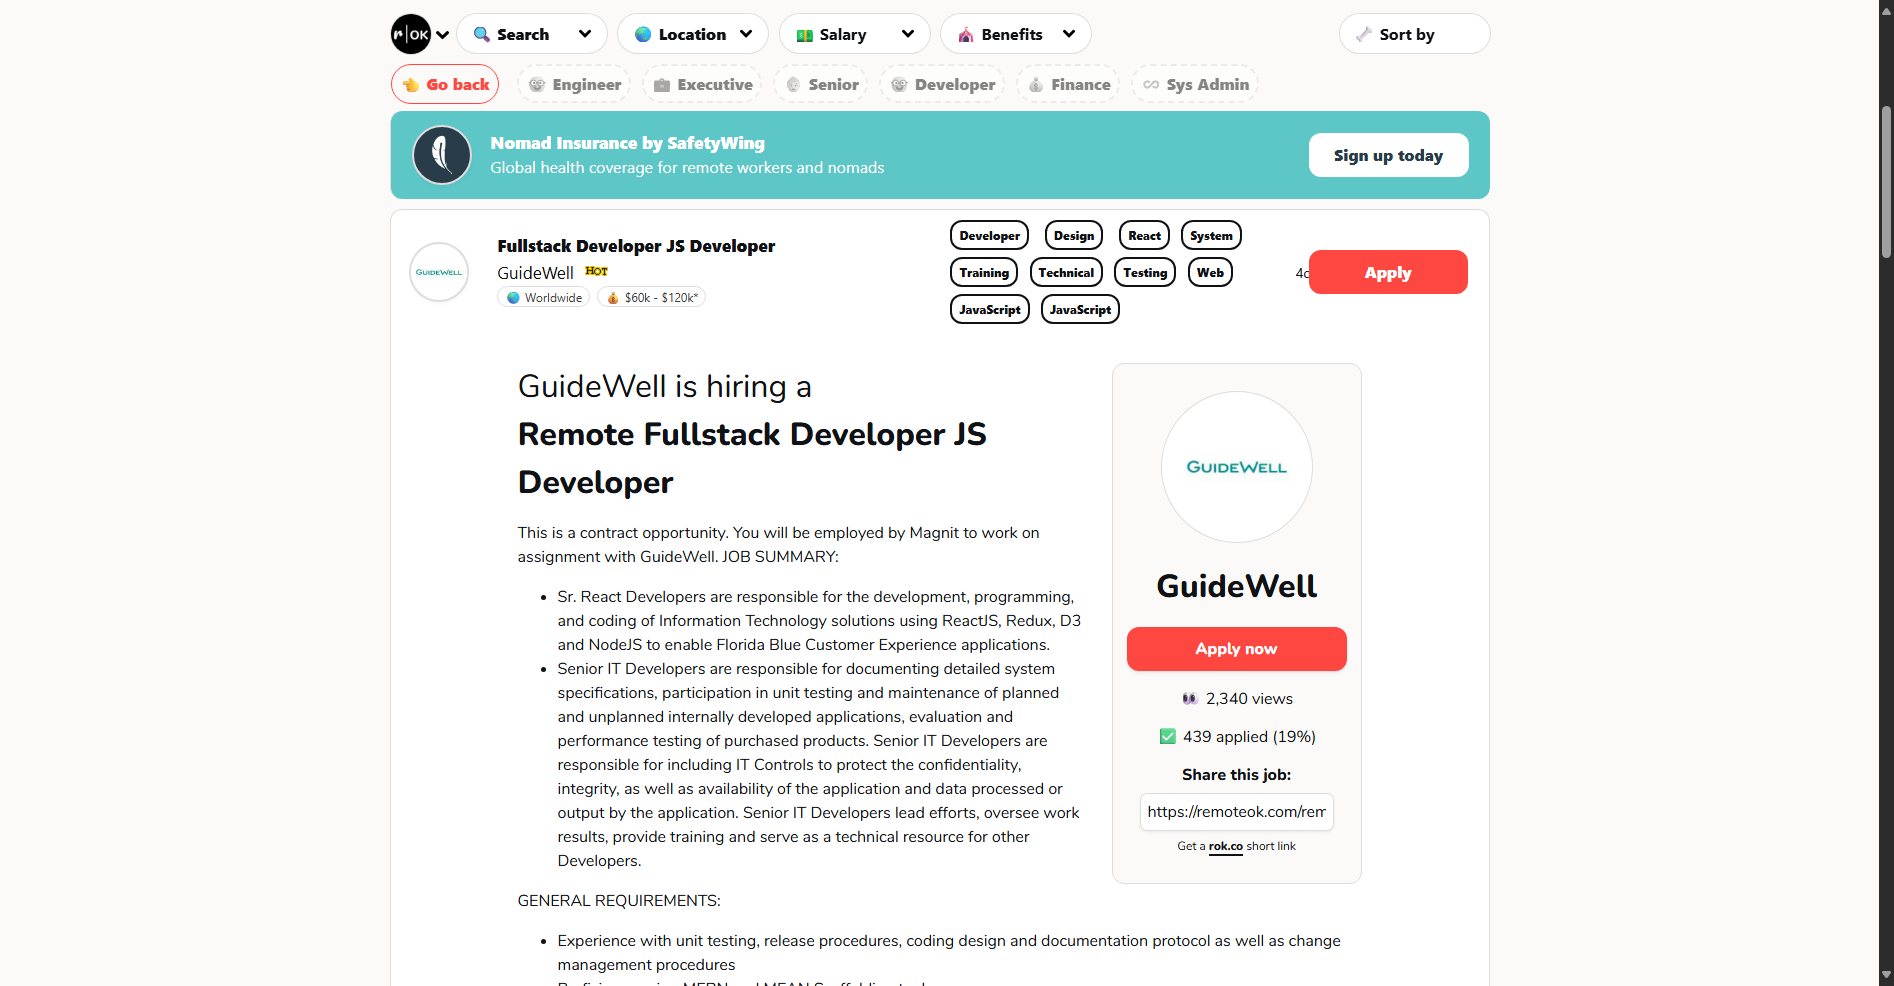 r|OK
Search
Location
Salary
Benefits
Sort by
Go back
Engineer
Executive
Senior
Developer
Finance
Sys Admin
Nomad Insurance by SafetyWing
Global health coverage for remote workers and nomads
Sign up today
GUIDEWELL
Fullstack Developer JS Developer
GuideWell HOT
Worldwide
$60k - $120k*
Developer Design React System
Training Technical Testing Web
JavaScript JavaScript
Apply
GuideWell is hiring a
Remote Fullstack Developer JS
Developer
This is a contract opportunity. You will be employed by Magnit to work on
assignment with GuideWell. JOB SUMMARY:
• Sr. React Developers are responsible for the development, programming,
and coding of Information Technology solutions using ReactJS, Redux, D3
and NodeJS to enable Florida Blue Customer Experience applications.
• Senior IT Developers are responsible for documenting detailed system
specifications, participation in unit testing and maintenance of planned
and unplanned internally developed applications, evaluation and
performance testing of purchased products. Senior IT Developers are
responsible for including IT Controls to protect the confidentiality,
integrity, as well as availability of the application and data processed or
output by the application. Senior IT Developers lead efforts, oversee work
results, provide training and serve as a technical resource for other
Developers.
GENERAL REQUIREMENTS:
• Experience with unit testing, release procedures, coding design and documentation protocol as well as change
management procedures
GUIDEWELL
GuideWell
Apply now
2,340 views
439 applied (19%)
Share this job:
https://remoteok.com/rem
Get a rok.co short link